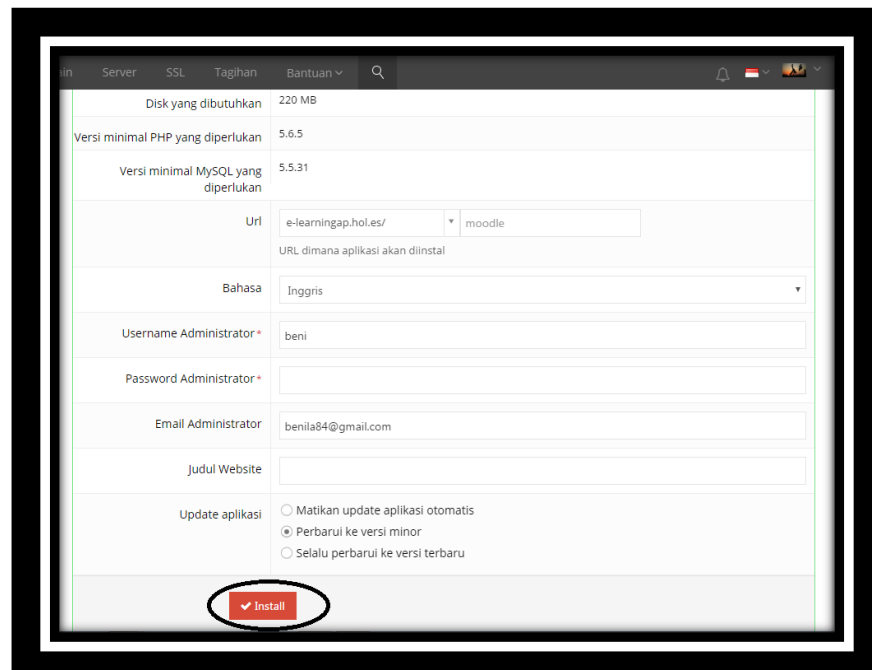 ain Server SSL Tagihan Bantuan
Disk yang dibutuhkan 220 MB
Versi minimal PHP yang diperlukan 5.6.5
Versi minimal MySQL yang 5.5.31
diperlukan
Url e-learningap.hol.es/ moodle
URL dimana aplikasi akan diinstal
Bahasa Inggris
Username Administrator * beni
Password Administrator *
Email Administrator benila84@gmail.com
Judul Website
Update aplikasi Matikan update aplikasi otomatis
Perbarui ke versi minor
Selalu perbarui ke versi terbaru
Install